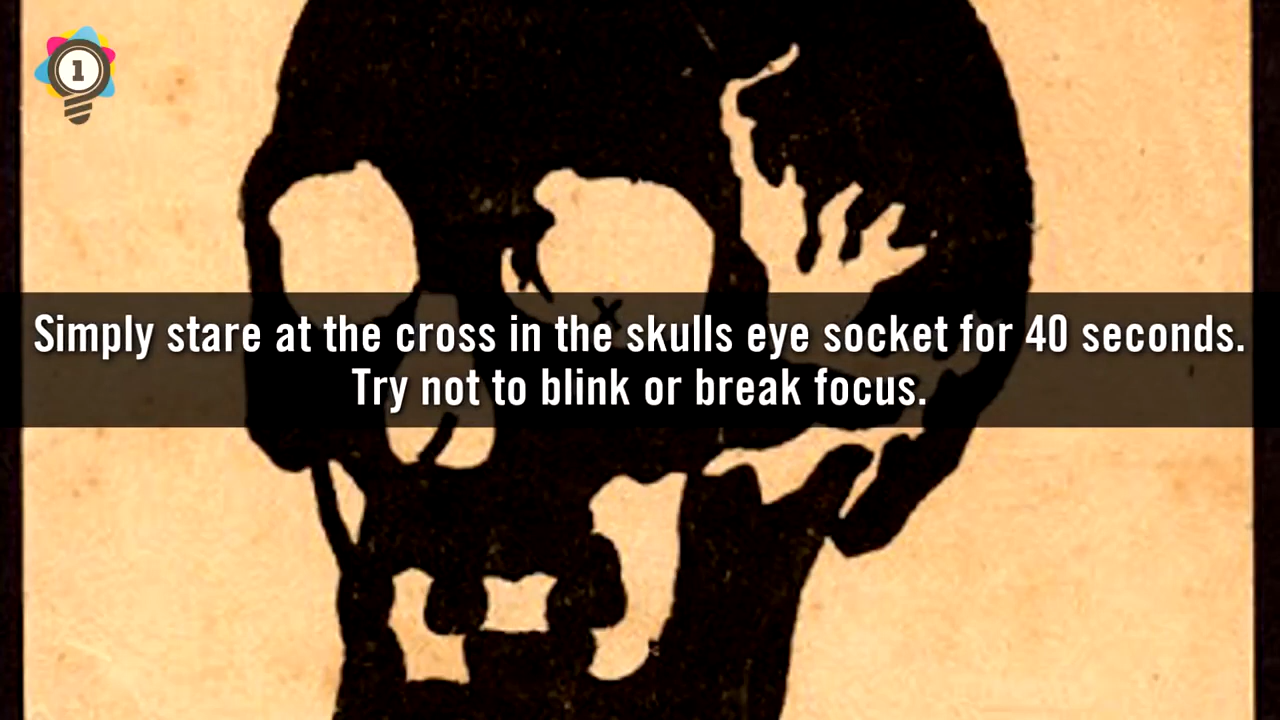 1
Simply stare at the cross in the skulls eye socket for 40 seconds.
Try not to blink or break focus.